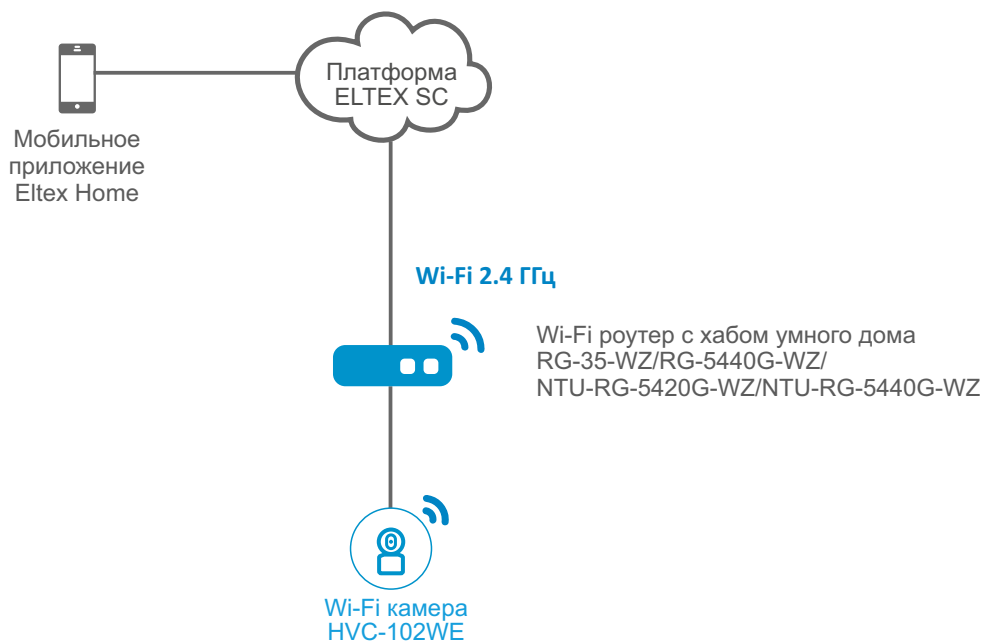 Платформа
ELTEX SC
Мобильное
приложение
Eltex Home
Wi-Fi 2.4 ГГц
Wi-Fi роутер с хабом умного дома
RG-35-WZ/RG-5440G-WZ/
NTU-RG-5420G-WZ/NTU-RG-5440G-WZ
Wi-Fi камера
HVC-102WE